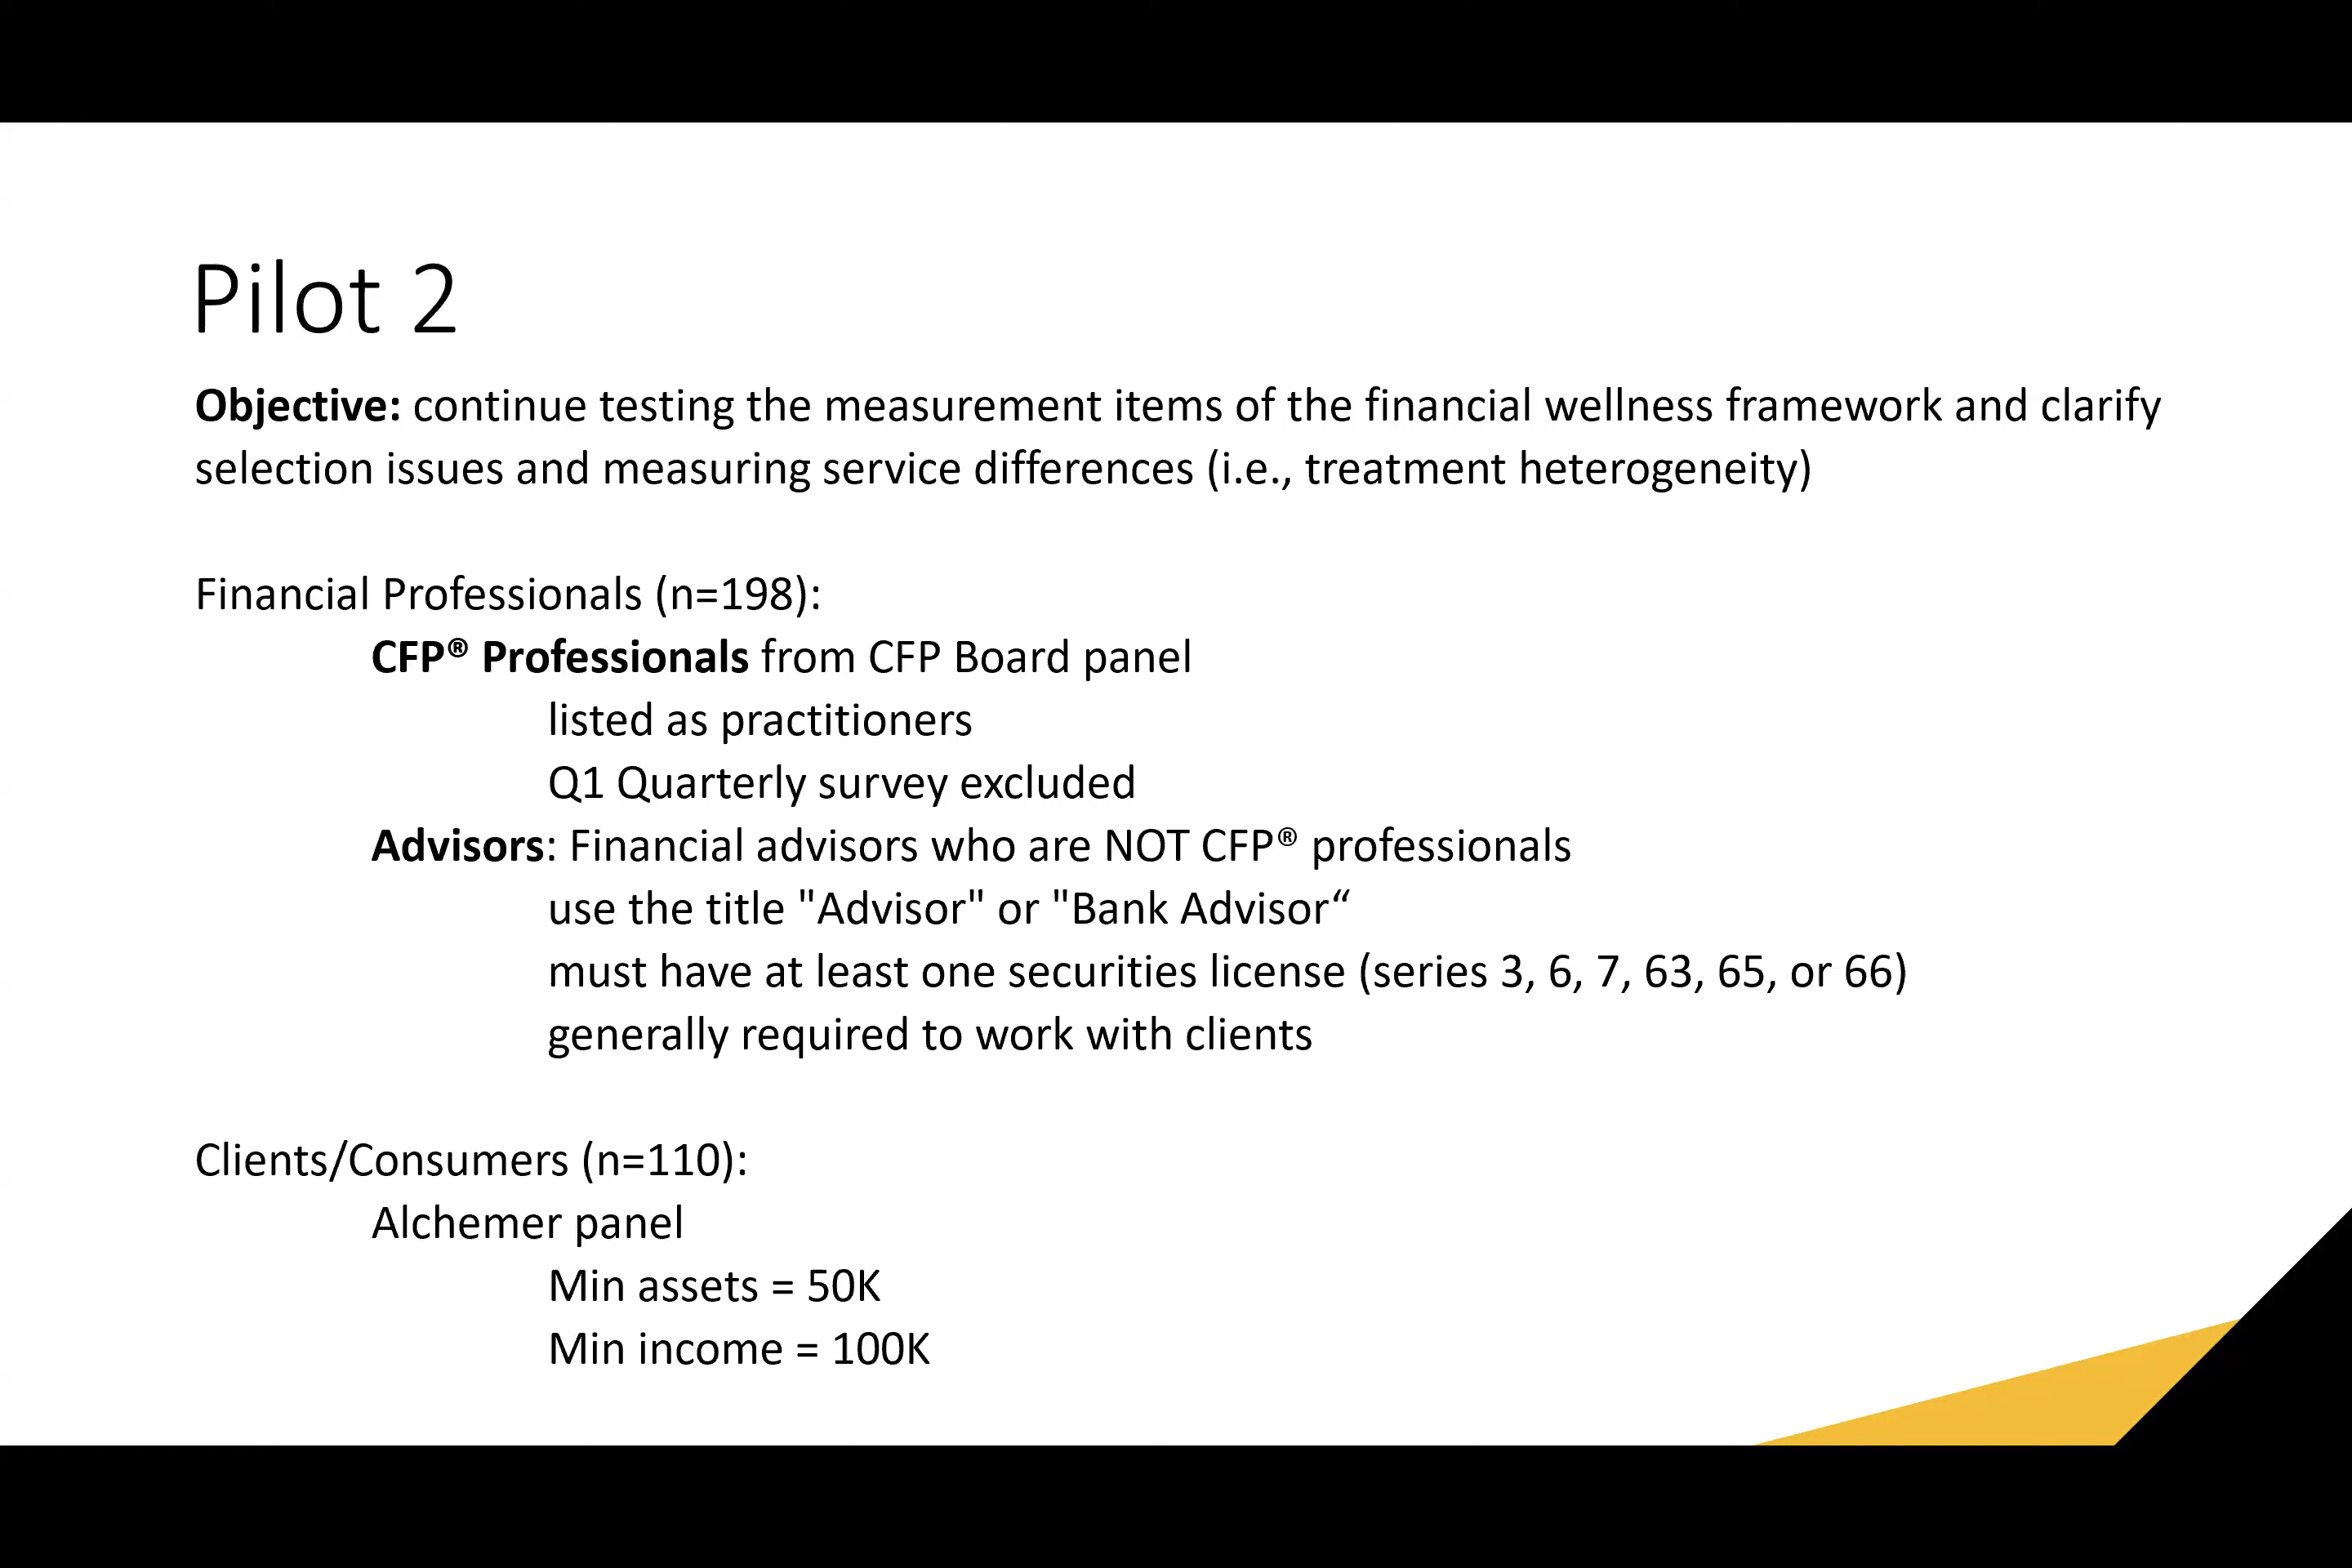 Pilot 2
Objective: continue testing the measurement items of the financial wellness framework and clarify
selection issues and measuring service differences (i.e., treatment heterogeneity)
Financial Professionals (n=198):
CFP® Professionals from CFP Board panel
listed as practitioners
Q1 Quarterly survey excluded
Advisors: Financial advisors who are NOT CFP® professionals
use the title "Advisor" or "Bank Advisor“
must have at least one securities license (series 3, 6, 7, 63, 65, or 66)
generally required to work with clients
Clients/Consumers (n=110):
Alchemer panel
Min assets = 50K
Min income = 100K